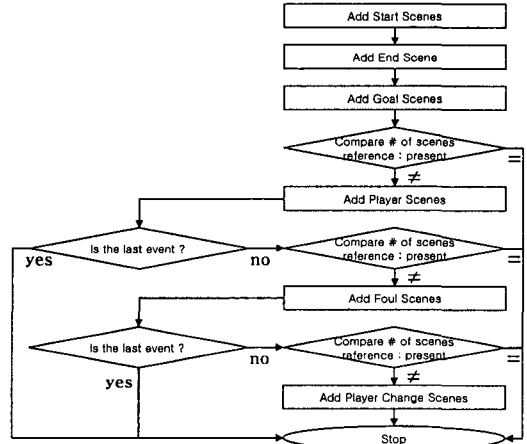 Add Start Scenes
Add End Scene
Add Goal Scenes
Compare # of scenes
reference : present
=
≠
Add Player Scenes
Is the last event ?
yes
no
Compare # of scenes
reference : present
=
≠
Add Foul Scenes
Is the last event ?
yes
no
Compare # of scenes
reference : present
=
≠
Add Player Change Scenes
Stop